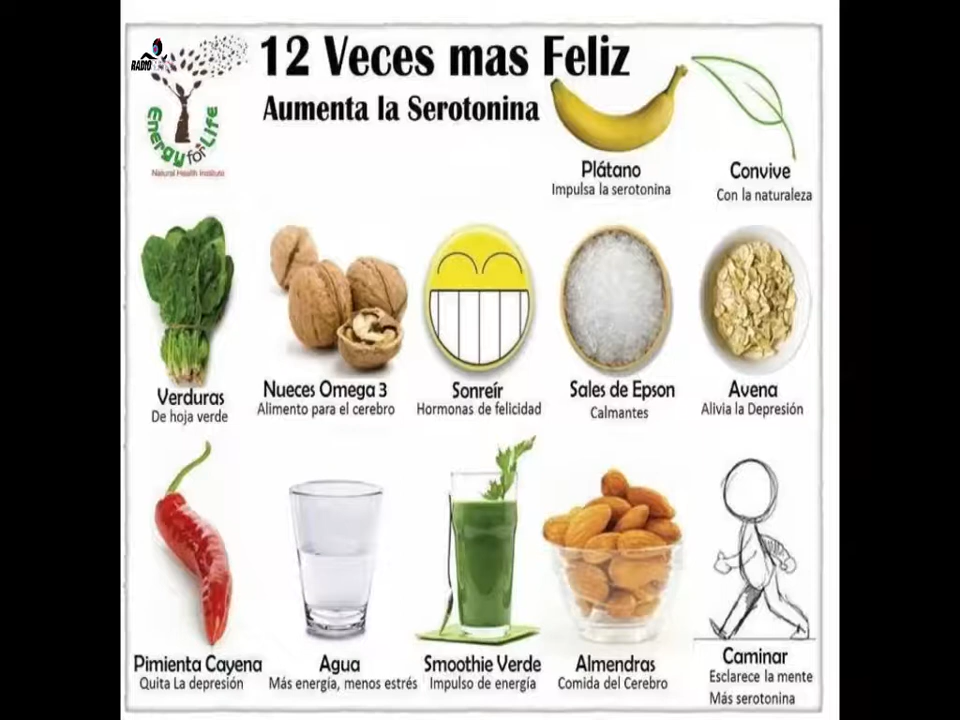 12 Veces mas Feliz
Aumenta la Serotonina
RADIO
Energy for Life
Natural Health Institute
Plátano
Impulsa la serotonina
Convive
Con la naturaleza
Verduras
De hoja verde
Nueces Omega 3
Alimento para el cerebro
Sonreír
Hormonas de felicidad
Sales de Epson
Calmantes
Avena
Alivia la Depresión
Pimienta Cayena
Quita La depresión
Agua
Más energía, menos estrés
Smoothie Verde
Impulso de energía
Almendras
Comida del Cerebro
Caminar
Esclarece la mente
Más serotonina